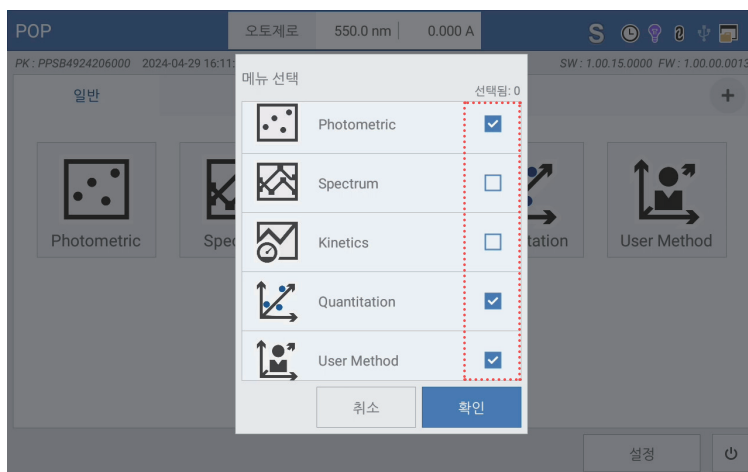 POP 오토제로 550.0 nm 0.000 A S
PK : PPSB4924206000 2024-04-29 16:11: SW : 1.00.15.0000 FW : 1.00.00.0013
일반
+
메뉴 선택
선택됨: 0
Photometric
Spectrum
Kinetics
Quantitation
User Method
취소 확인
Photometric Spe tation User Method
설정